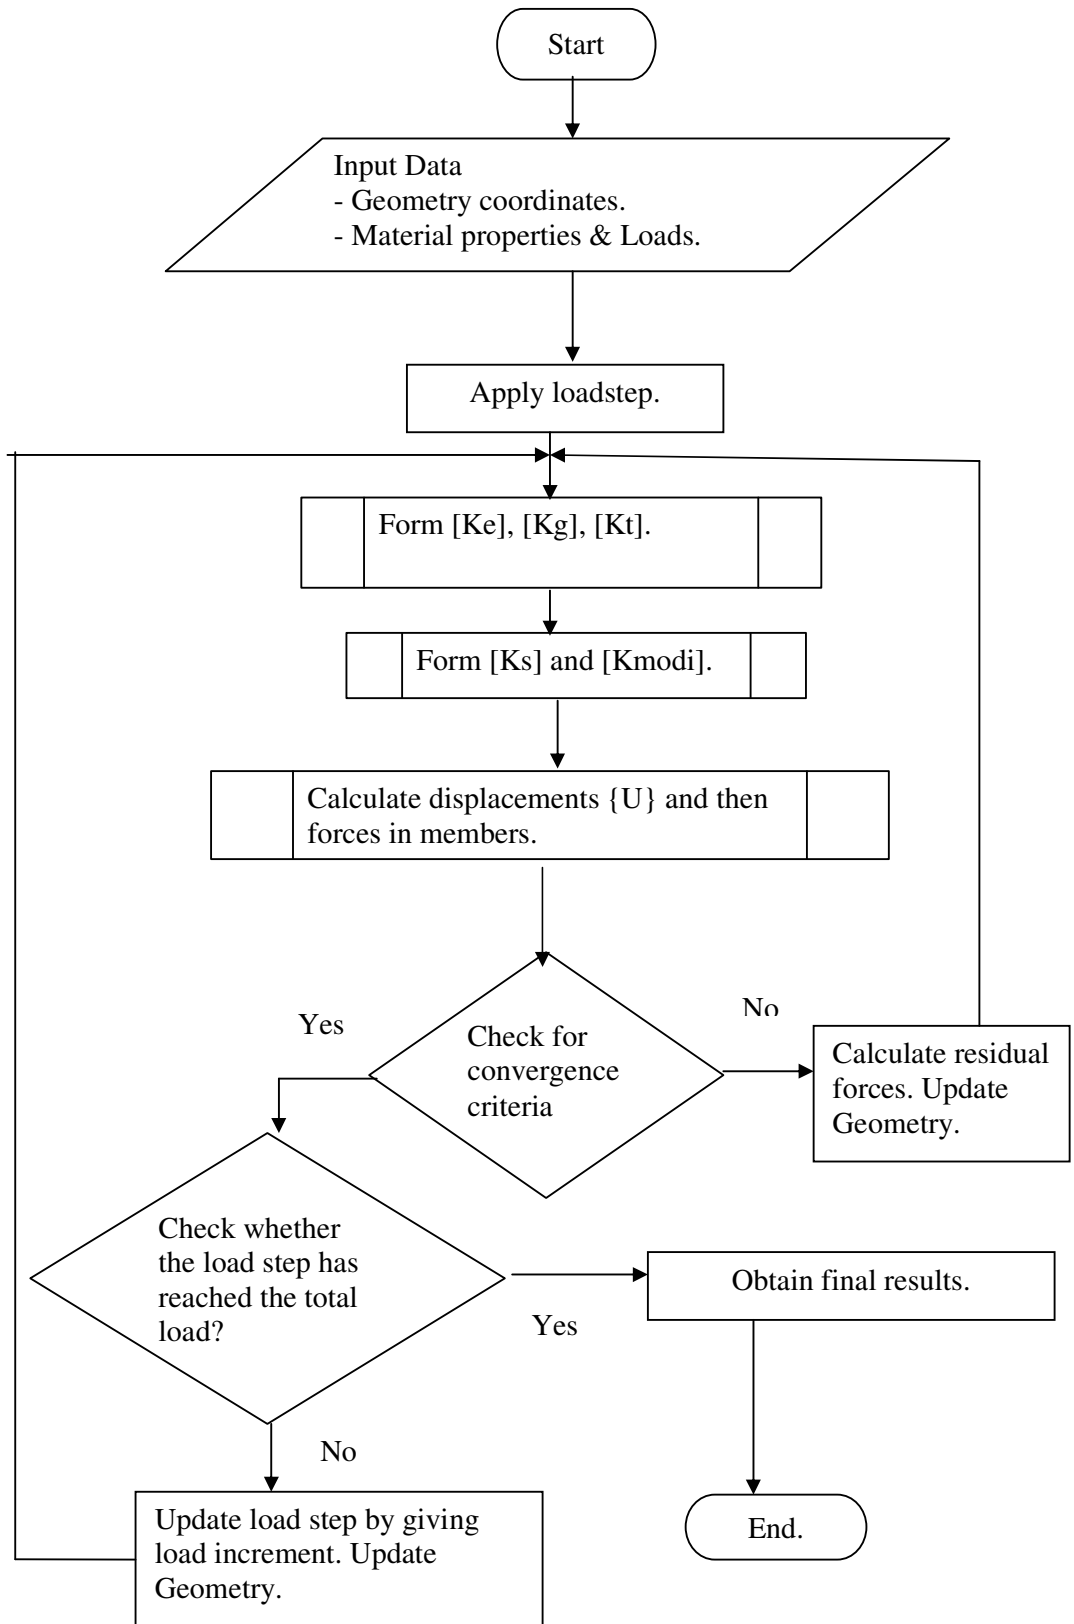 Start
Input Data
- Geometry coordinates.
- Material properties & Loads.
Apply loadstep.
Form [Ke], [Kg], [Kt].
Form [Ks] and [Kmodi].
Calculate displacements {U} and then
forces in members.
Yes
No
Check for
convergence
criteria
Calculate residual
forces. Update
Geometry.
Check whether
the load step has
reached the total
load?
Obtain final results.
Yes
No
Update load step by giving
load increment. Update
Geometry.
End.